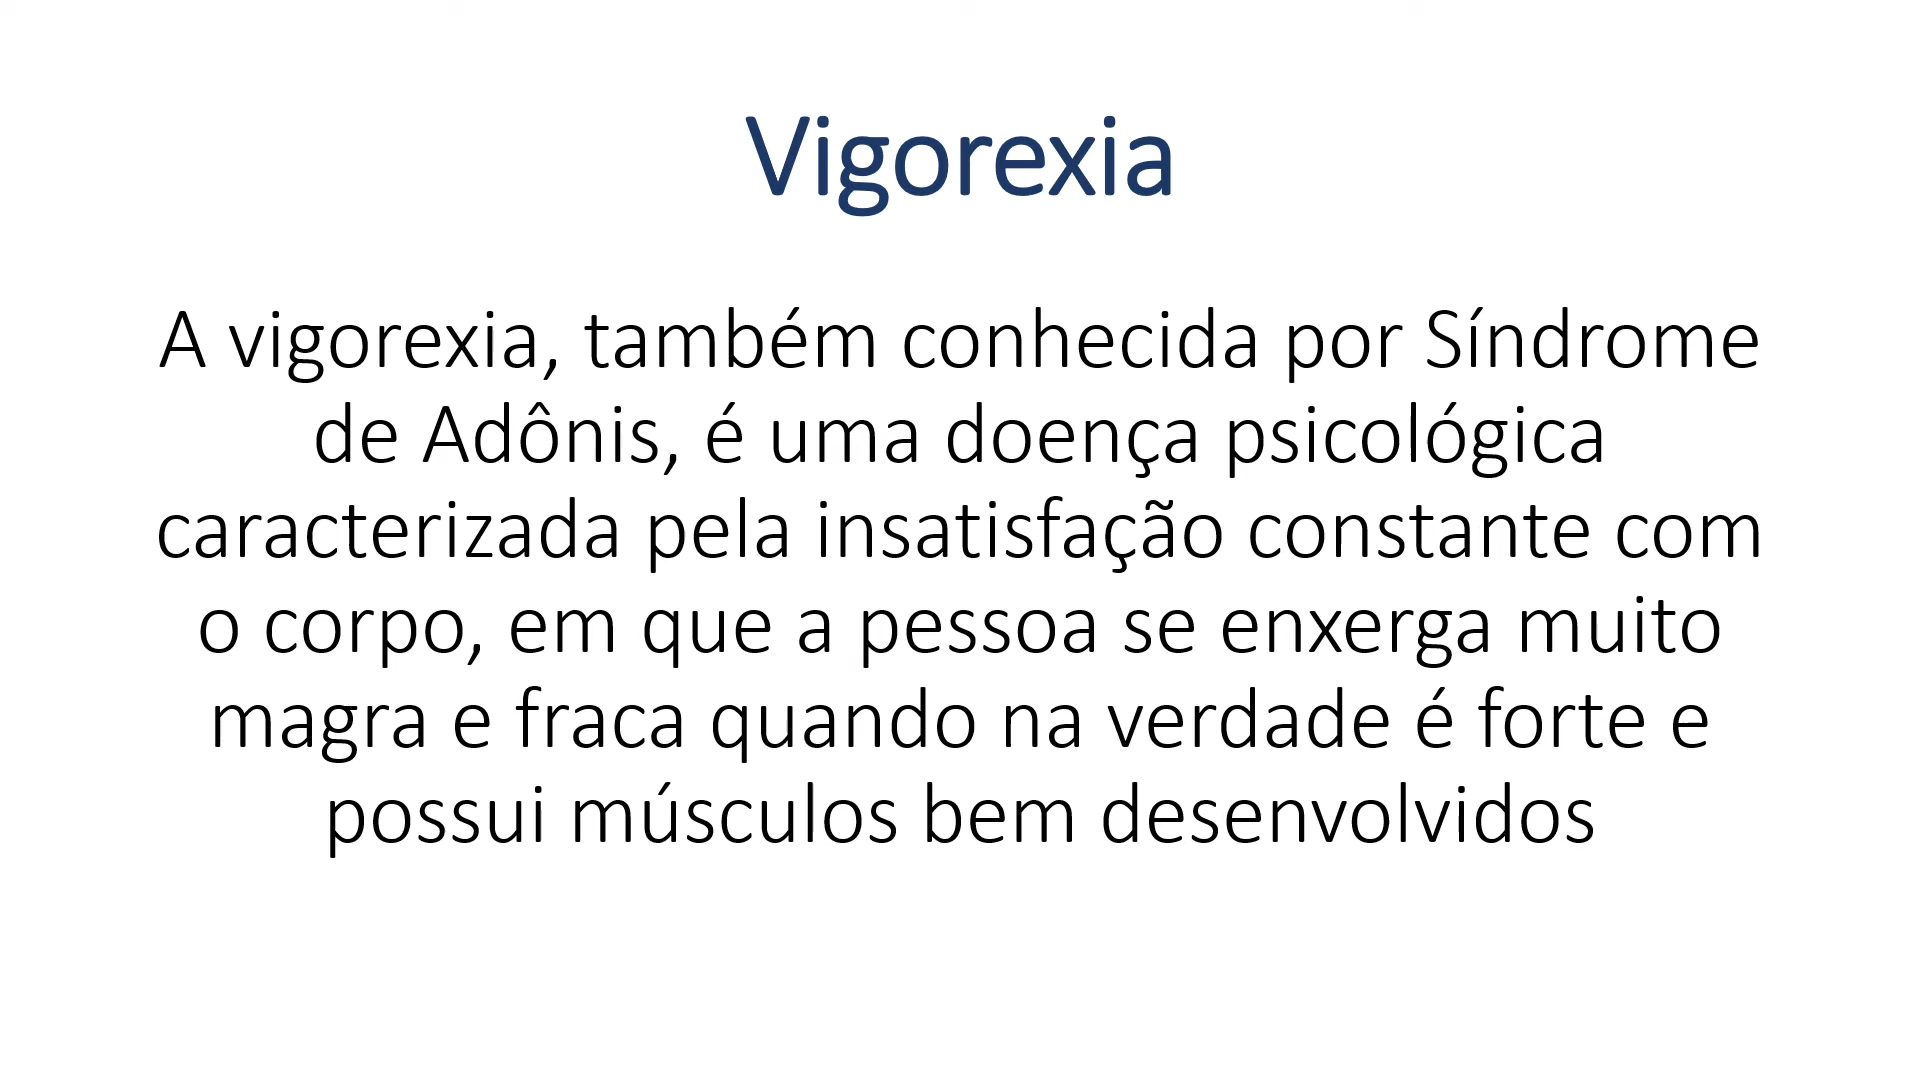 Vigorexia
A vigorexia, também conhecida por Síndrome
de Adônis, é uma doença psicológica
caracterizada pela insatisfação constante com
o corpo, em que a pessoa se enxerga muito
magra e fraca quando na verdade é forte e
possui músculos bem desenvolvidos